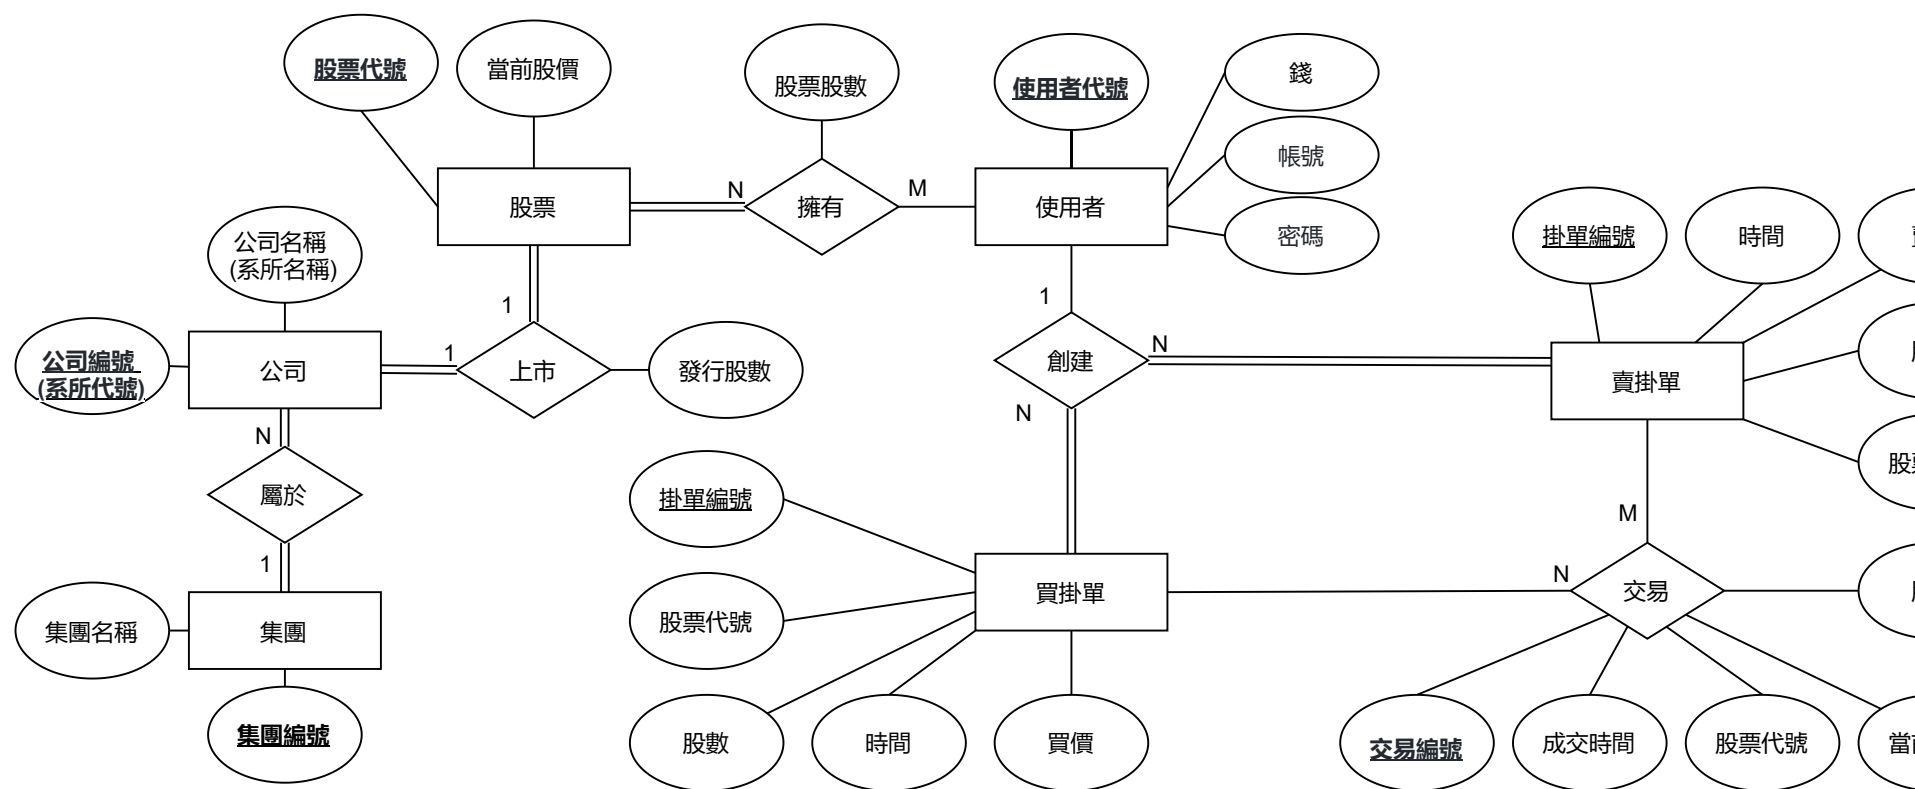 股票代號
當前股價
股票股數
使用者代號
錢
帳號
密碼
股票
N
擁有
M
使用者
掛單編號
時間
公司名稱
(系所名稱)
公司編號
(系所代號)
公司
1
1
上市
發行股數
1
創建
N
N
賣掛單
N
屬於
1
集團名稱
集團
集團編號
掛單編號
股票代號
股數
時間
買價
買掛單
M
N
交易
交易編號
成交時間
股票代號